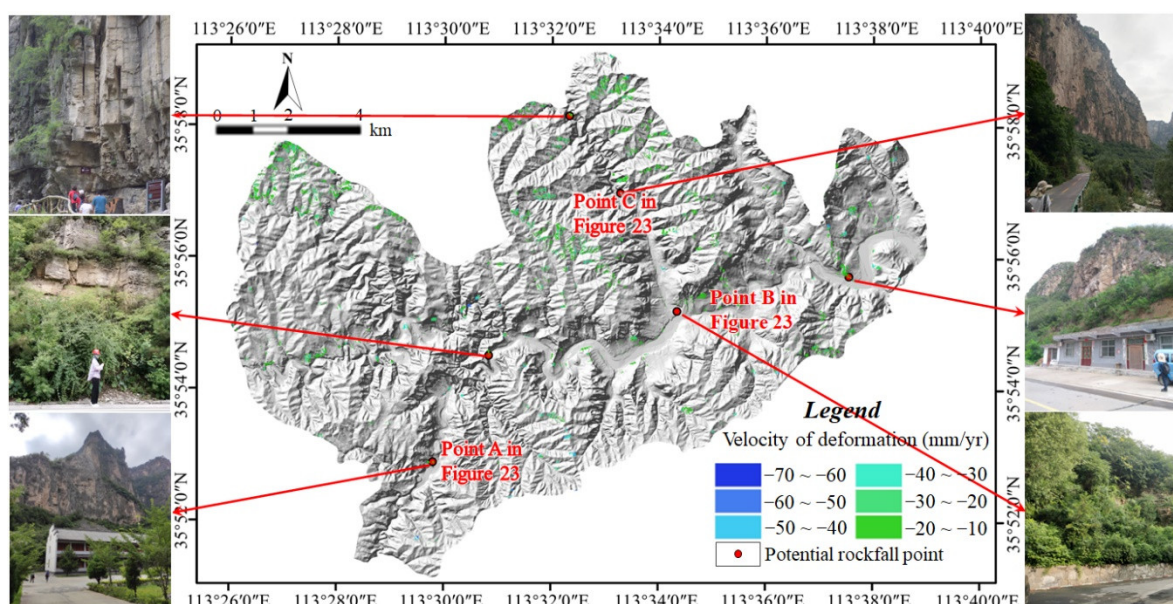 113°26′0″E 113°28′0″E 113°30′0″E 113°32′0″E 113°34′0″E 113°36′0″E 113°38′0″E 113°40′0″E
N
0 1 2 4
km
35°58′0″N
35°58′0″N
Point C in
Figure 23
35°56′0″N
35°56′0″N
Point B in
Figure 23
35°54′0″N
35°54′0″N
Point A in
Figure 23
35°52′0″N
35°52′0″N
Legend
Velocity of deformation (mm/yr)
−70 ~ −60 −40 ~ −30
−60 ~ −50 −30 ~ −20
−50 ~ −40 −20 ~ −10
Potential rockfall point
113°26′0″E 113°28′0″E 113°30′0″E 113°32′0″E 113°34′0″E 113°36′0″E 113°38′0″E 113°40′0″E